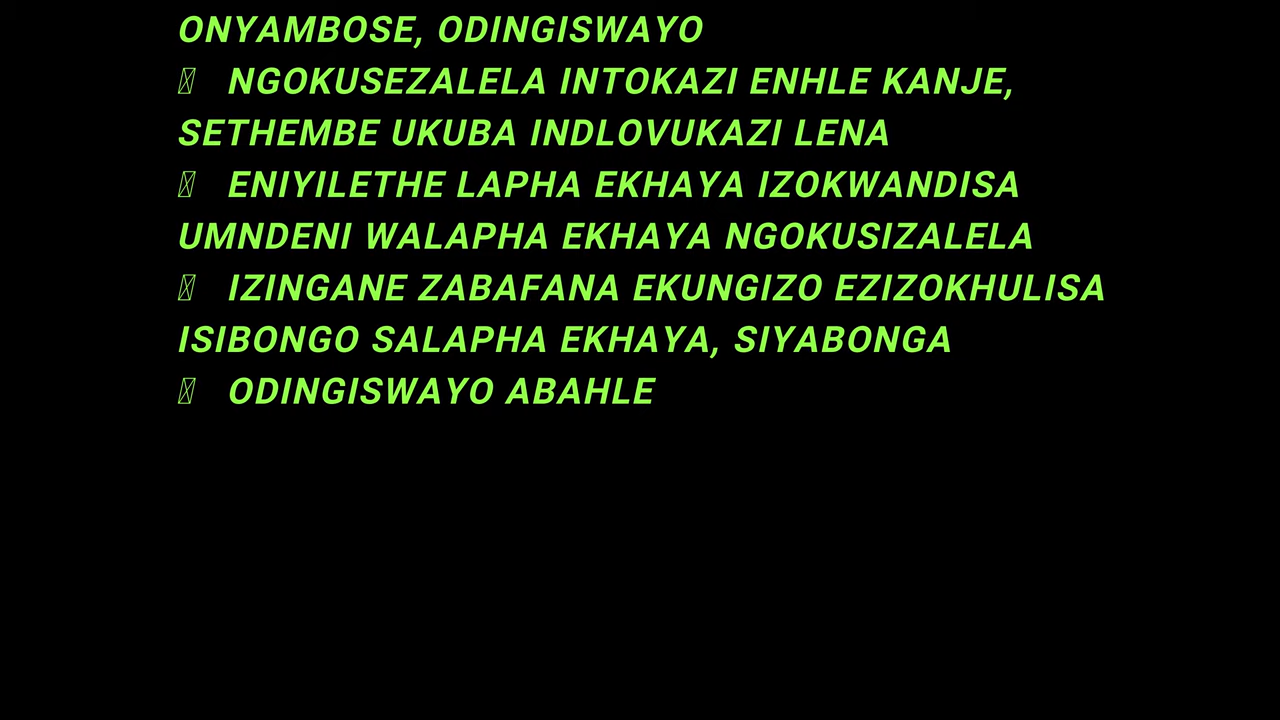 ONYAMBOSE, ODINGISWAYO
NGOKUSEZALELA INTOKAZI ENHLE KANJE,
SETHEMBE UKUBA INDLOVUKAZI LENA
ENIYILETHE LAPHA EKHAYA IZOKWANDISA
UMNDENI WALAPHA EKHAYA NGOKUSIZALELA
IZINGANE ZABAFANA EKUNGIZO EZIZOKHULISA
ISIBONGO SALAPHA EKHAYA, SIYABONGA
ODINGISWAYO ABAHLE